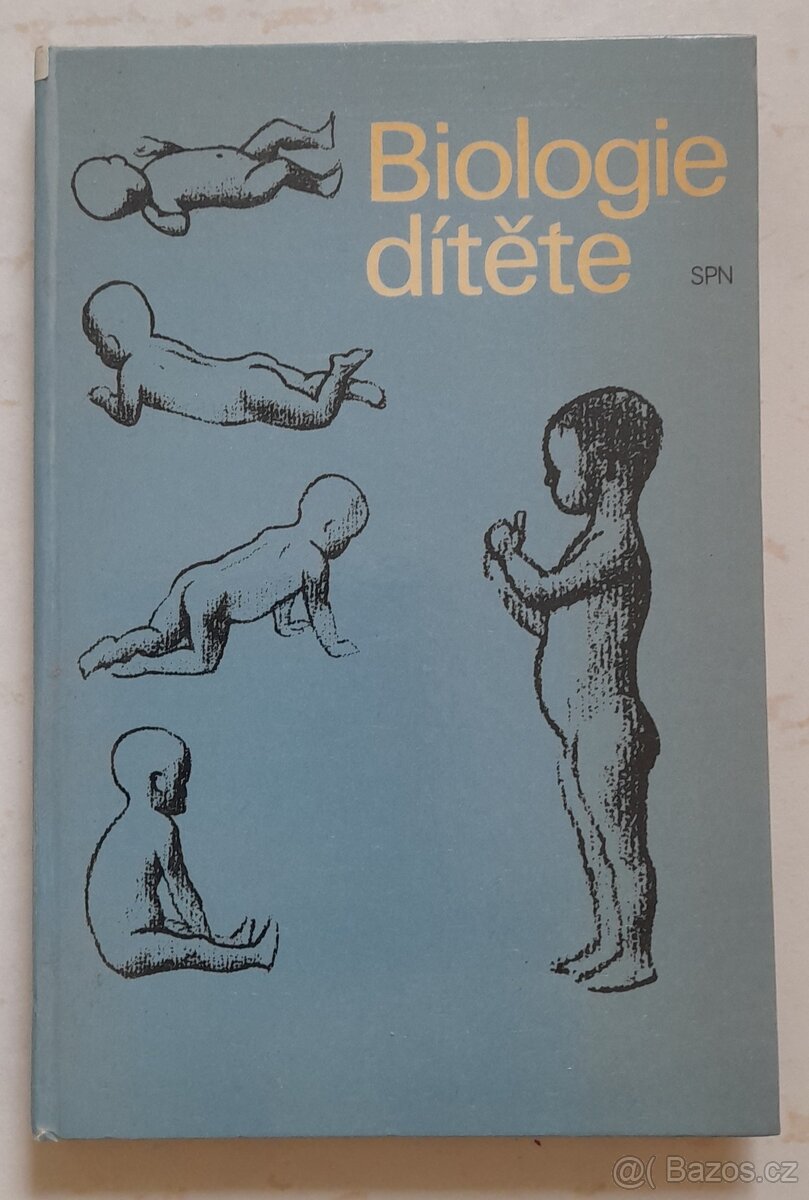 Biologie
dítěte
SPN
@( Bazos.cz